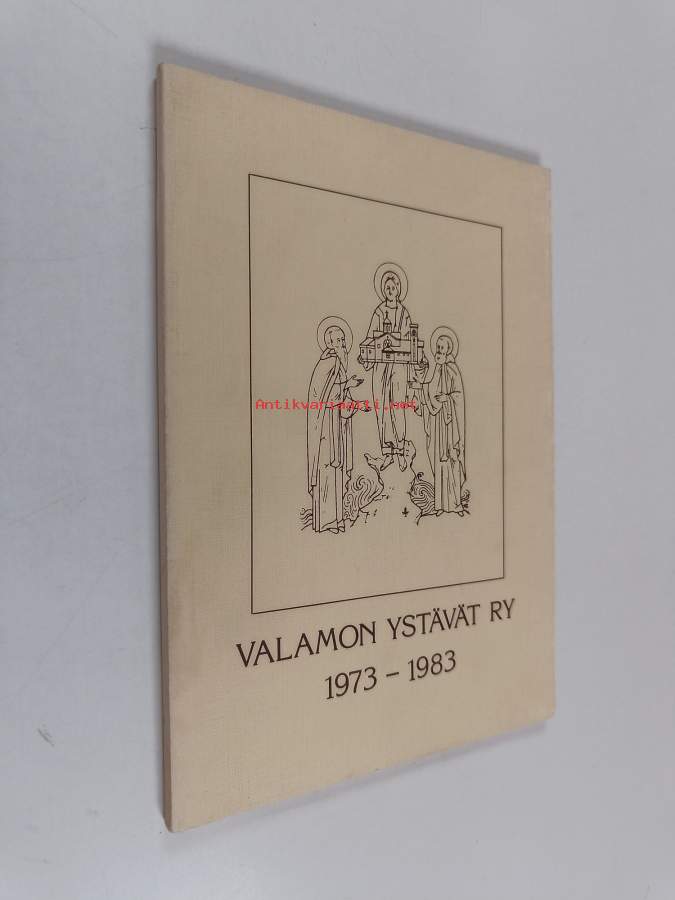 Antikvariaatti.net
VALAMON YSTÄVÄT RY
1973 – 1983